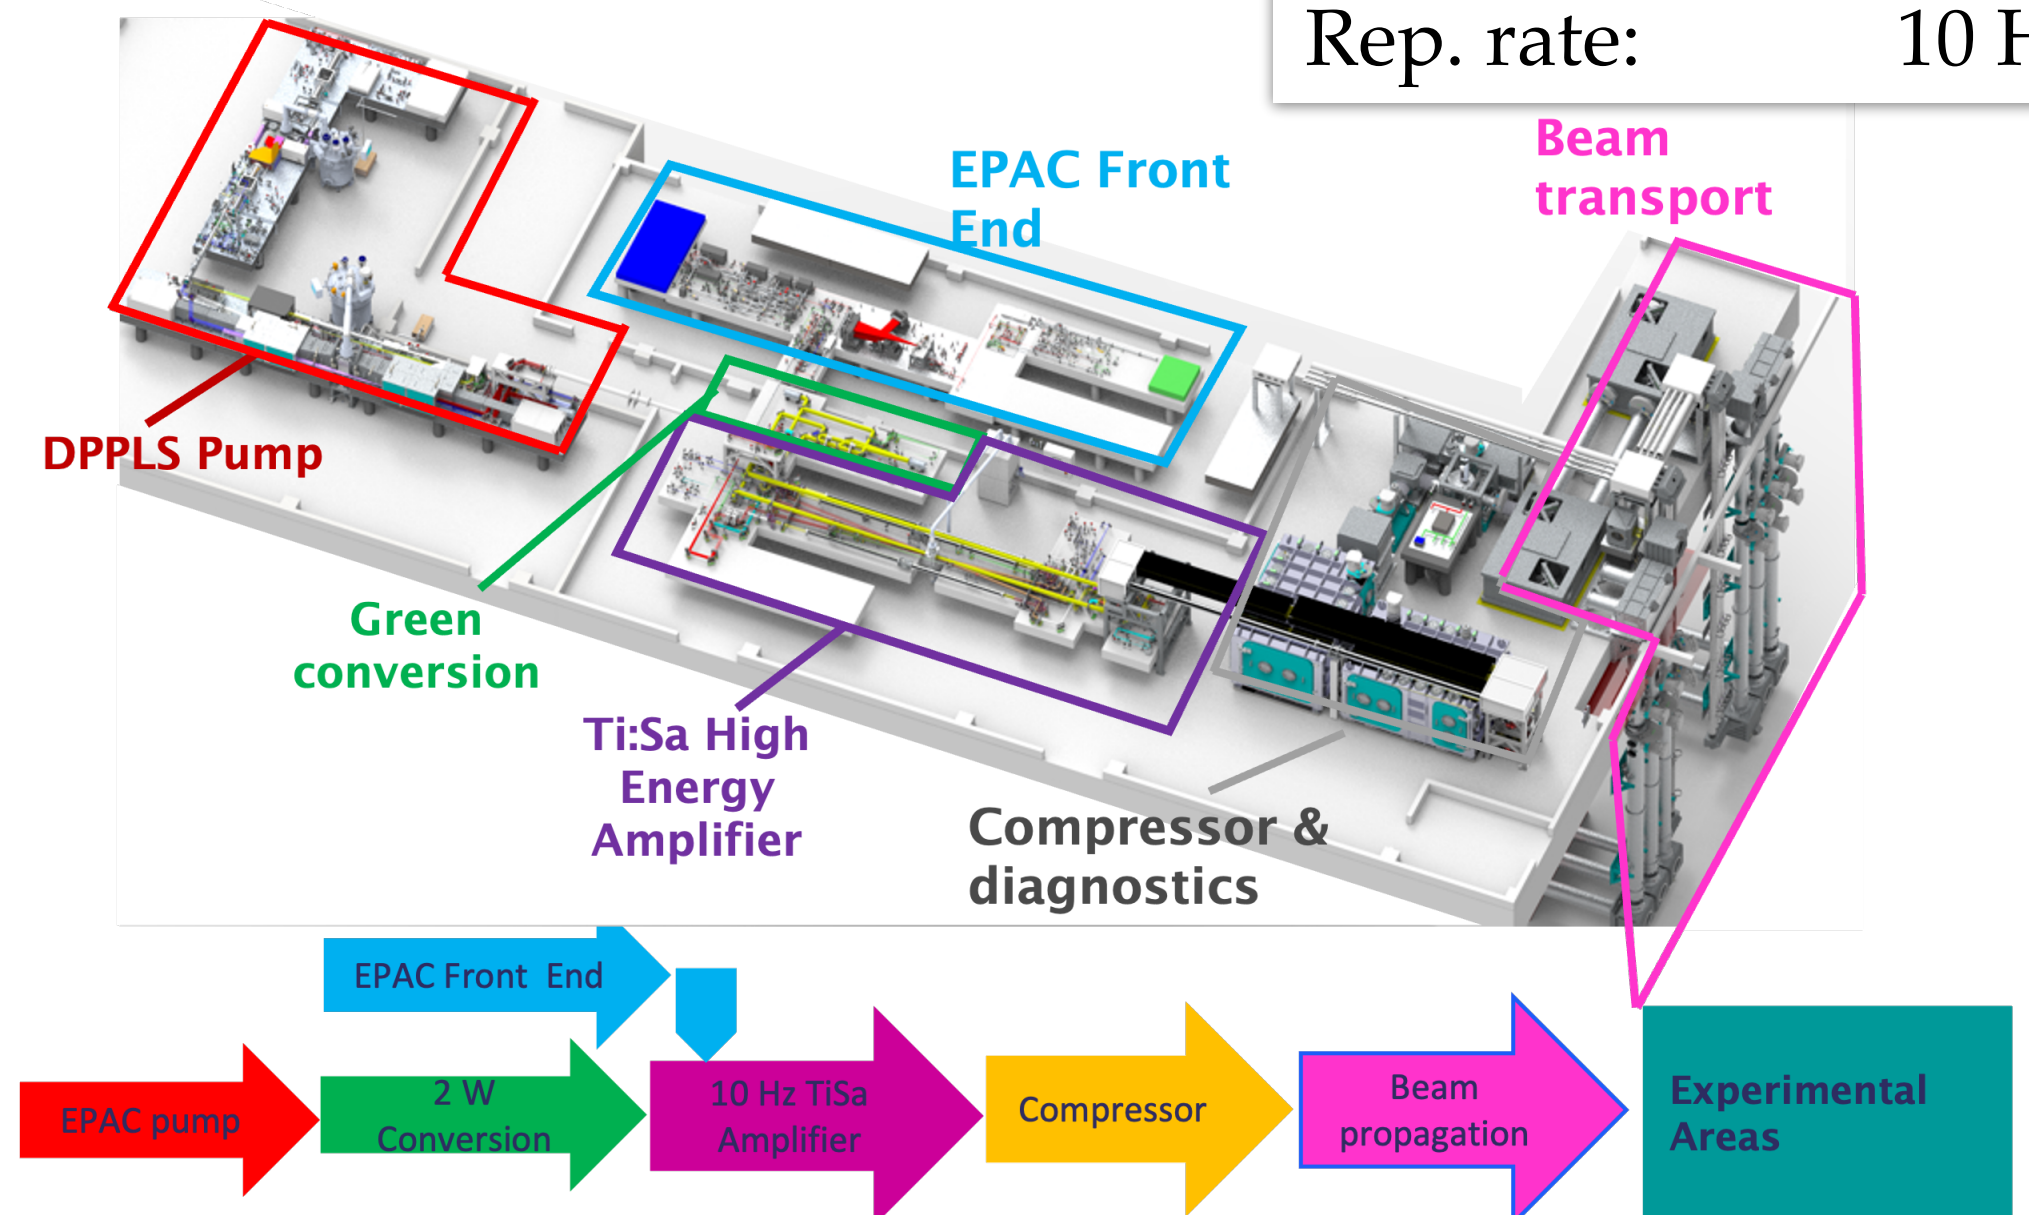 Rep. rate: 10 H
Beam
transport
EPAC Front
End
DPPLS Pump
Green
conversion
Ti:Sa High
Energy
Amplifier
Compressor &
diagnostics
EPAC Front End
EPAC pump
2 W
Conversion
10 Hz TiSa
Amplifier
Compressor
Beam
propagation
Experimental
Areas